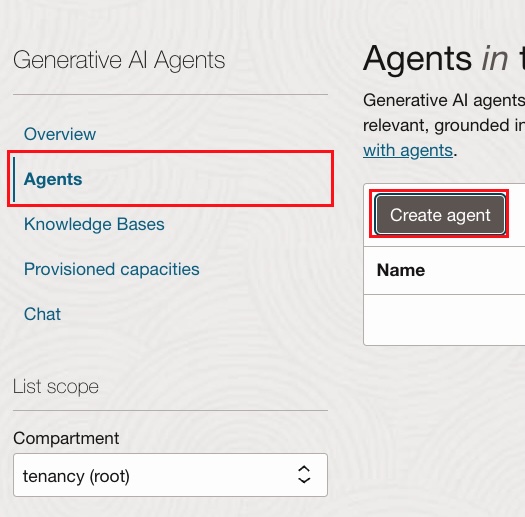 Generative AI Agents
Overview
Agents
Knowledge Bases
Provisioned capacities
Chat
List scope
Compartment
tenancy (root)
Agents in t
Generative AI agents
relevant, grounded in
with agents.
Create agent
Name